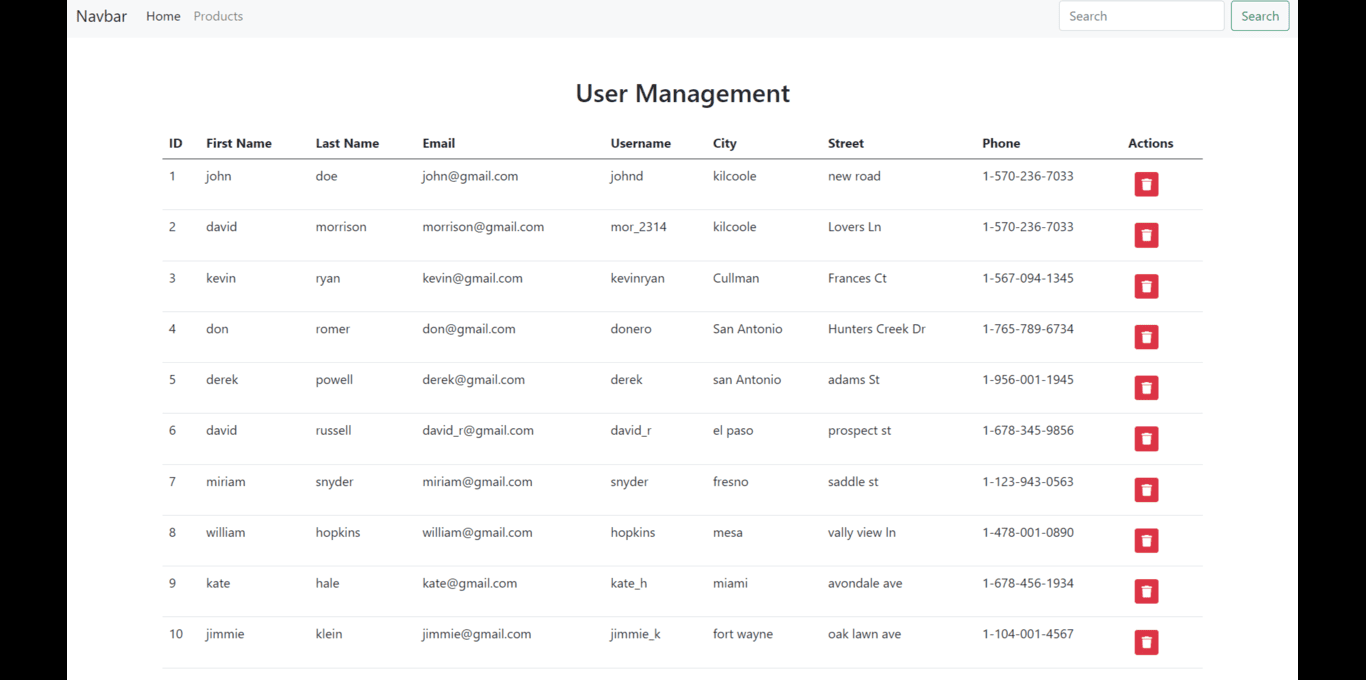 Navbar Home Products Search Search
User Management
ID First Name Last Name Email Username City Street Phone Actions
1 john doe john@gmail.com johnd kilcoole new road 1-570-236-7033
2 david morrison morrison@gmail.com mor_2314 kilcoole Lovers Ln 1-570-236-7033
3 kevin ryan kevin@gmail.com kevinryan Cullman Frances Ct 1-567-094-1345
4 don romer don@gmail.com donero San Antonio Hunters Creek Dr 1-765-789-6734
5 derek powell derek@gmail.com derek san Antonio adams St 1-956-001-1945
6 david russell david_r@gmail.com david_r el paso prospect st 1-678-345-9856
7 miriam snyder miriam@gmail.com snyder fresno saddle st 1-123-943-0563
8 william hopkins william@gmail.com hopkins mesa vally view ln 1-478-001-0890
9 kate hale kate@gmail.com kate_h miami avondale ave 1-678-456-1934
10 jimmie klein jimmie@gmail.com jimmie_k fort wayne oak lawn ave 1-104-001-4567